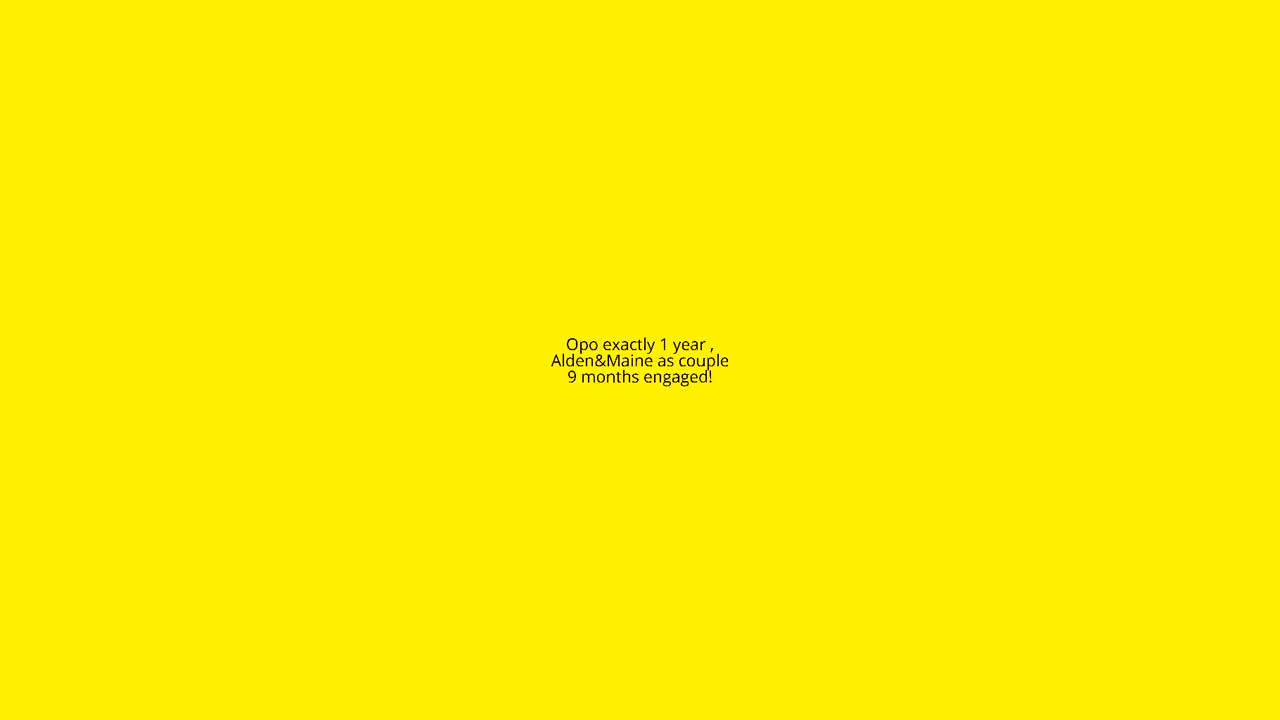 Opo exactly 1 year ,
Alden&Maine as couple
9 months engaged!